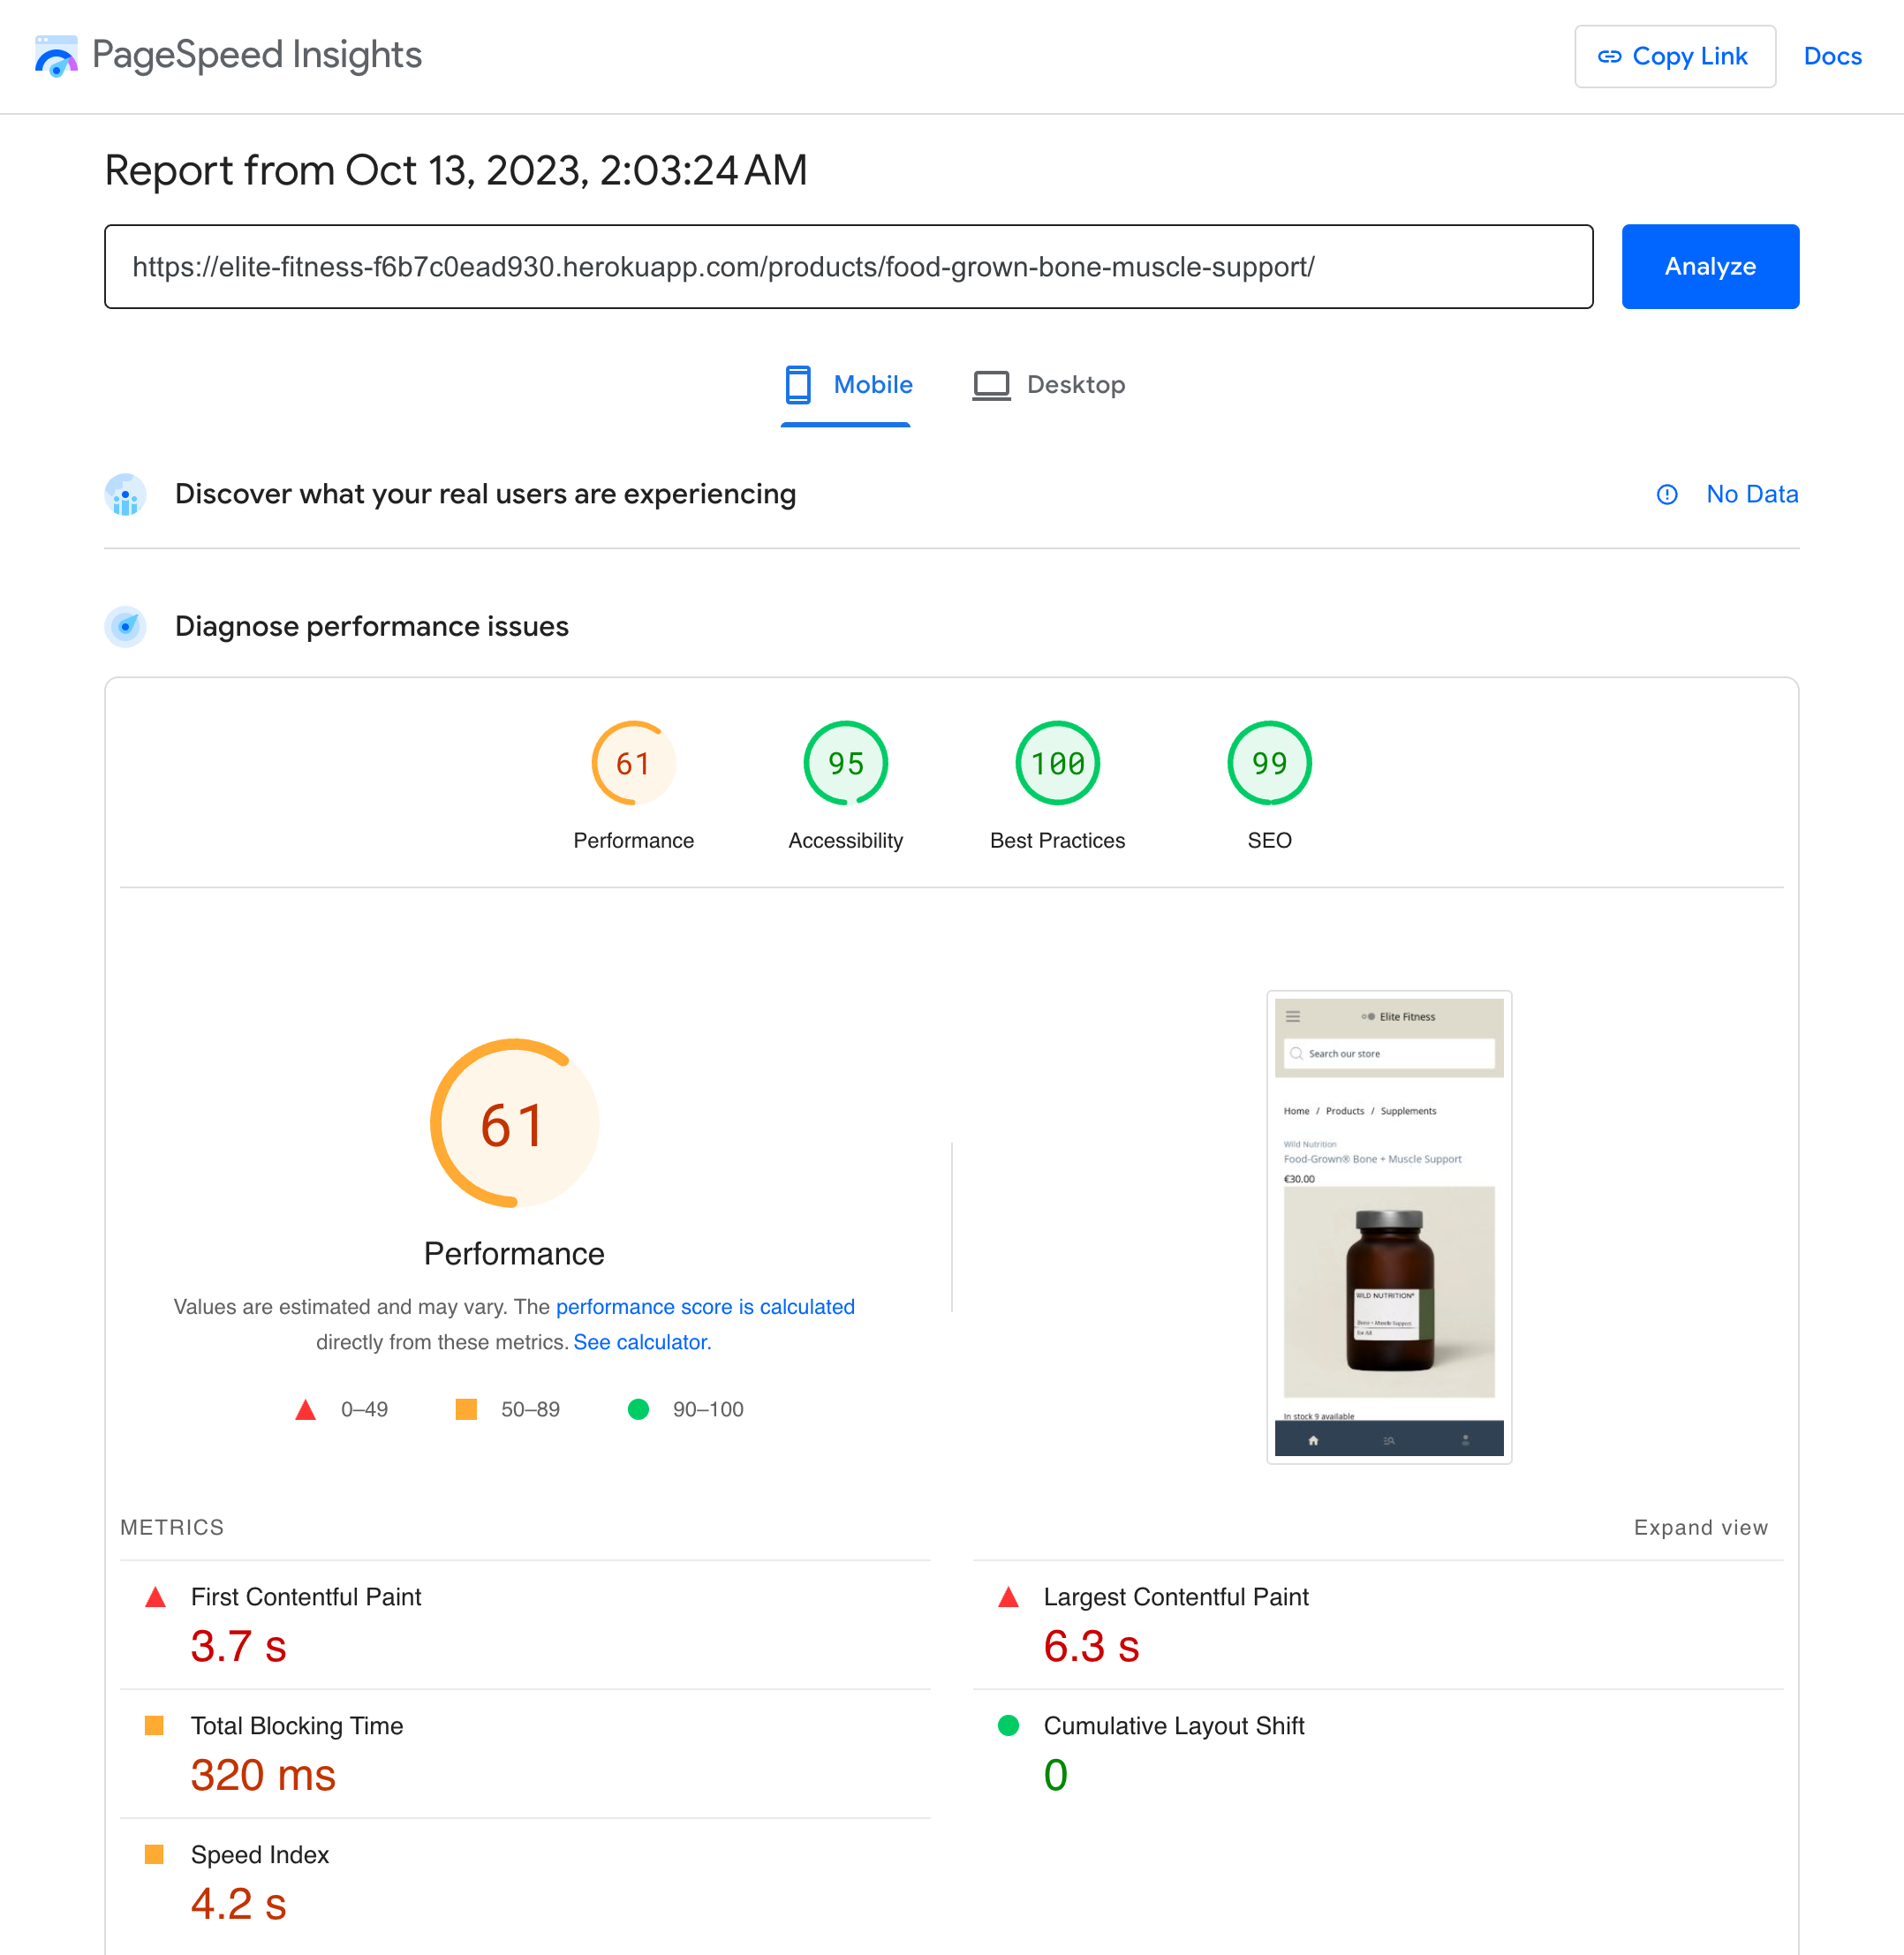 PageSpeed Insights
Copy Link
Docs
Report from Oct 13, 2023, 2:03:24 AM
https://elite-fitness-f6b7c0ead930.herokuapp.com/products/food-grown-bone-muscle-support/
Analyze
Mobile
Desktop
Discover what your real users are experiencing
No Data
Diagnose performance issues
61
95
100
99
Performance
Accessibility
Best Practices
SEO
61
Performance
Values are estimated and may vary. The performance score is calculated
directly from these metrics. See calculator.
0–49
50–89
90–100
Elite Fitness
Search our store
Home / Products / Supplements
Wild Nutrition
Food-Grown® Bone + Muscle Support
€30.00
WILD NUTRITION®
Bone + Muscle Support
In stock 9 available
METRICS
Expand view
First Contentful Paint
3.7 s
Largest Contentful Paint
6.3 s
Total Blocking Time
320 ms
Cumulative Layout Shift
0
Speed Index
4.2 s